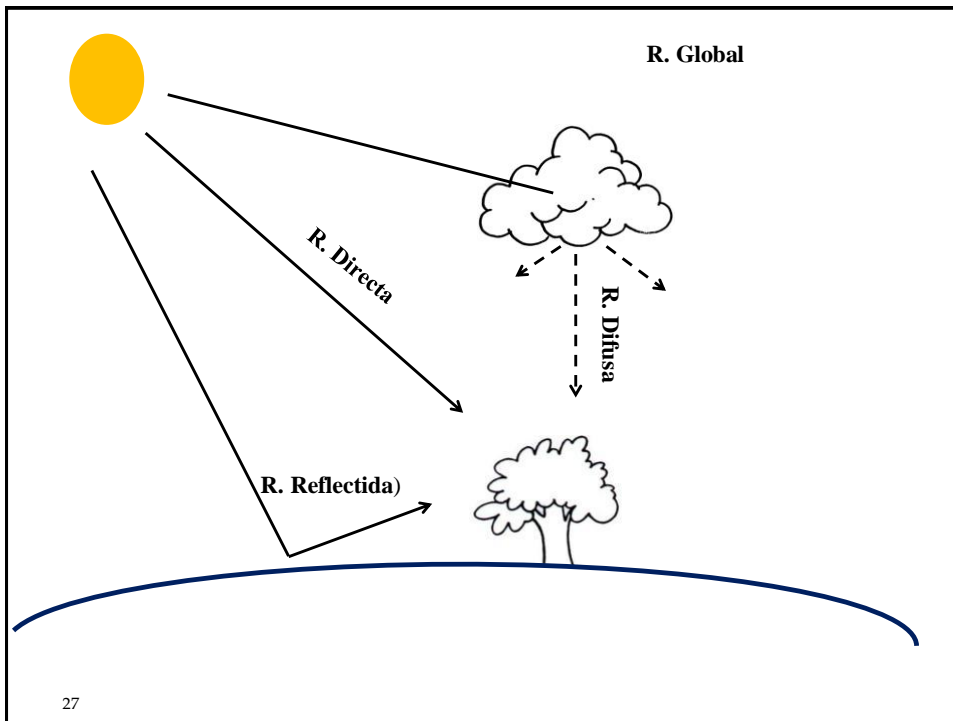 R. Global
R. Directa
R. Difusa
R. Reflectida)
27